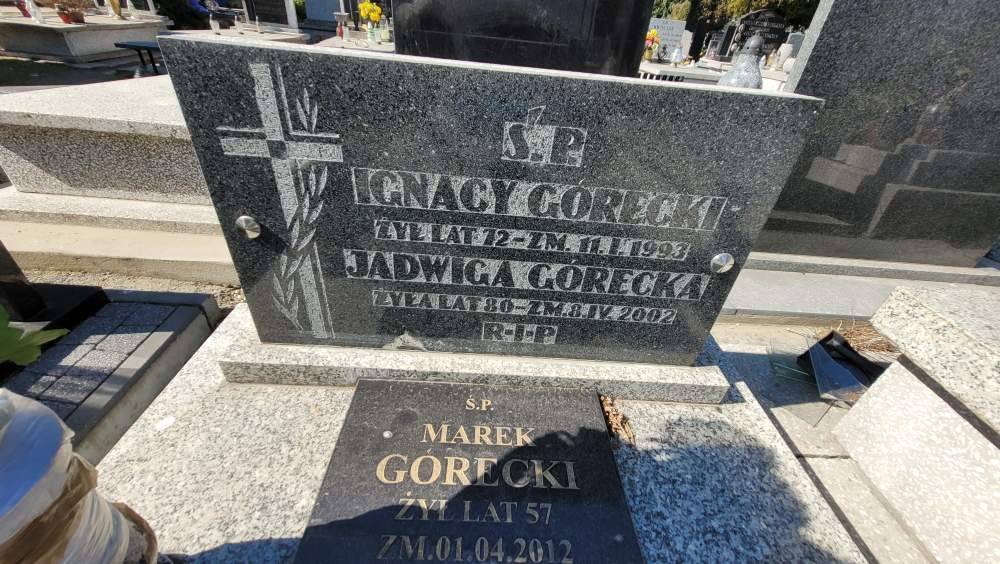 Ś.P.
IGNACY GÓRECKI
ŻYŁ LAT 72-ZM. 11.I.1993
JADWIGA GÓRECKA
ŻYŁA LAT 80-ZM.8.IV.2002
R-I-P
Ś.P.
MAREK
GÓRECKI
ŻYŁ LAT 57
ZM.01.04.2012